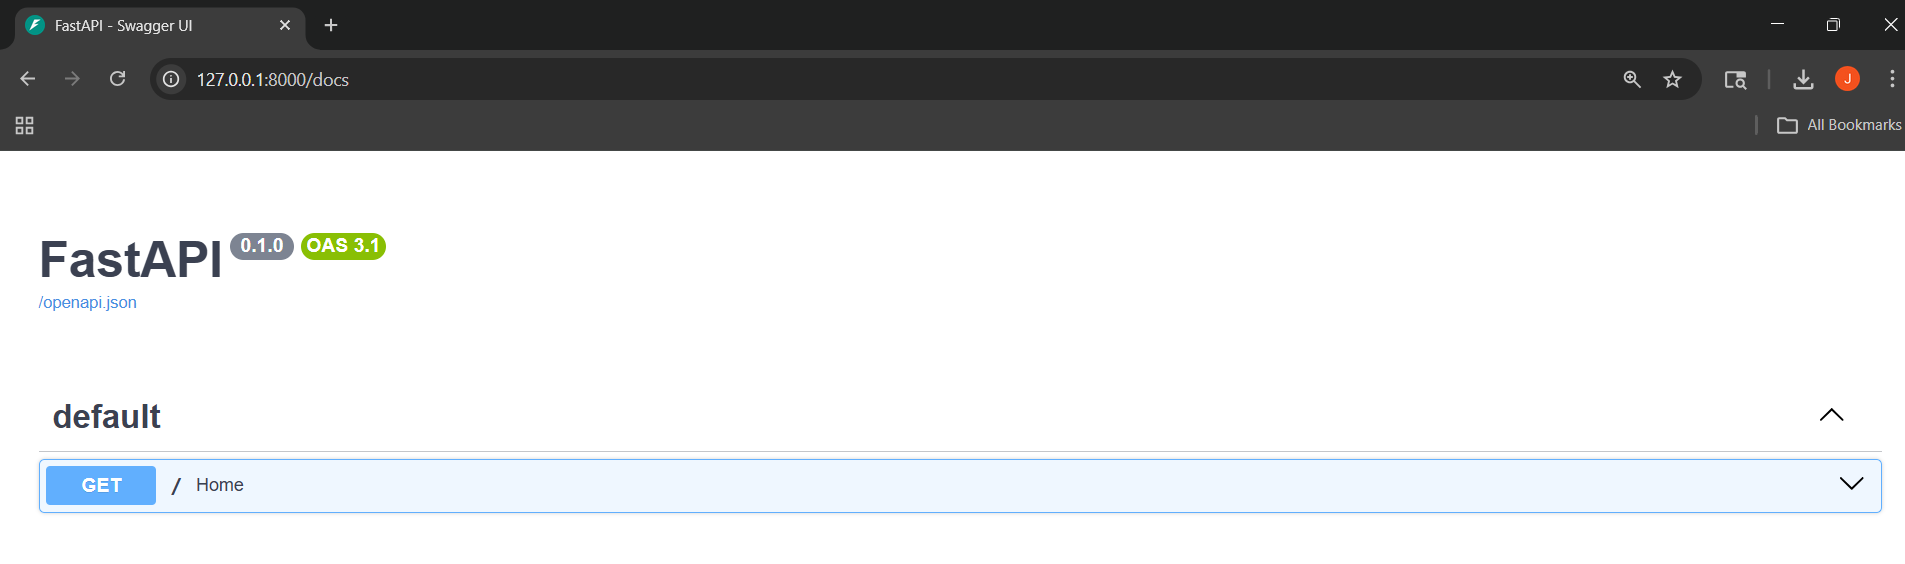 FastAPI - Swagger UI
127.0.0.1:8000/docs
J
All Bookmarks
FastAPI 0.1.0 OAS 3.1
/openapi.json
default
GET / Home